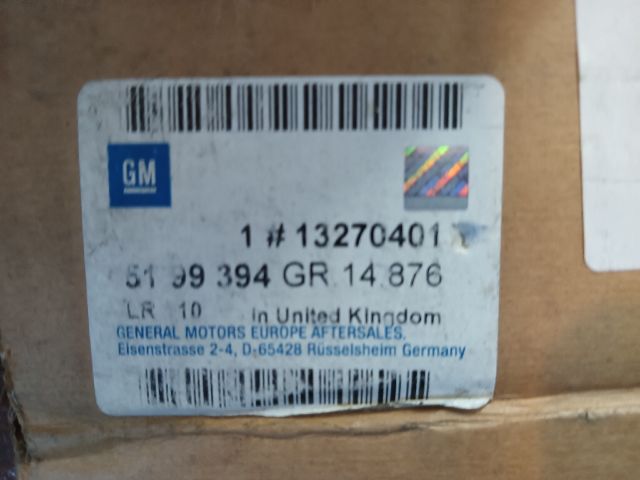 GM
1 # 13270401
51 99 394 GR.14.876
LR 10 in United Kingdom
GENERAL MOTORS EUROPE AFTERSALES.
Eisenstrasse 2-4, D-65428 Rüsselsheim Germany